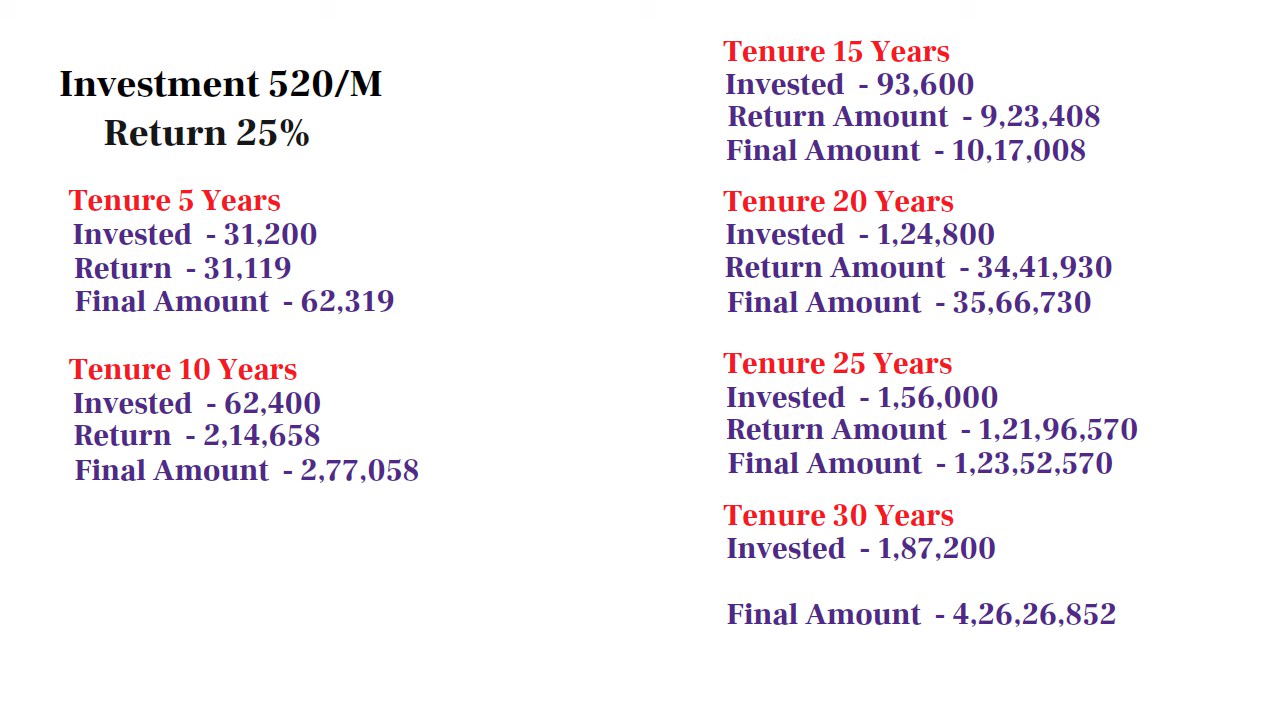 Investment 520/M
Return 25%
Tenure 5 Years
Invested - 31,200
Return - 31,119
Final Amount - 62,319
Tenure 10 Years
Invested - 62,400
Return - 2,14,658
Final Amount - 2,77,058
Tenure 15 Years
Invested - 93,600
Return Amount - 9,23,408
Final Amount - 10,17,008
Tenure 20 Years
Invested - 1,24,800
Return Amount - 34,41,930
Final Amount - 35,66,730
Tenure 25 Years
Invested - 1,56,000
Return Amount - 1,21,96,570
Final Amount - 1,23,52,570
Tenure 30 Years
Invested - 1,87,200
Final Amount - 4,26,26,852